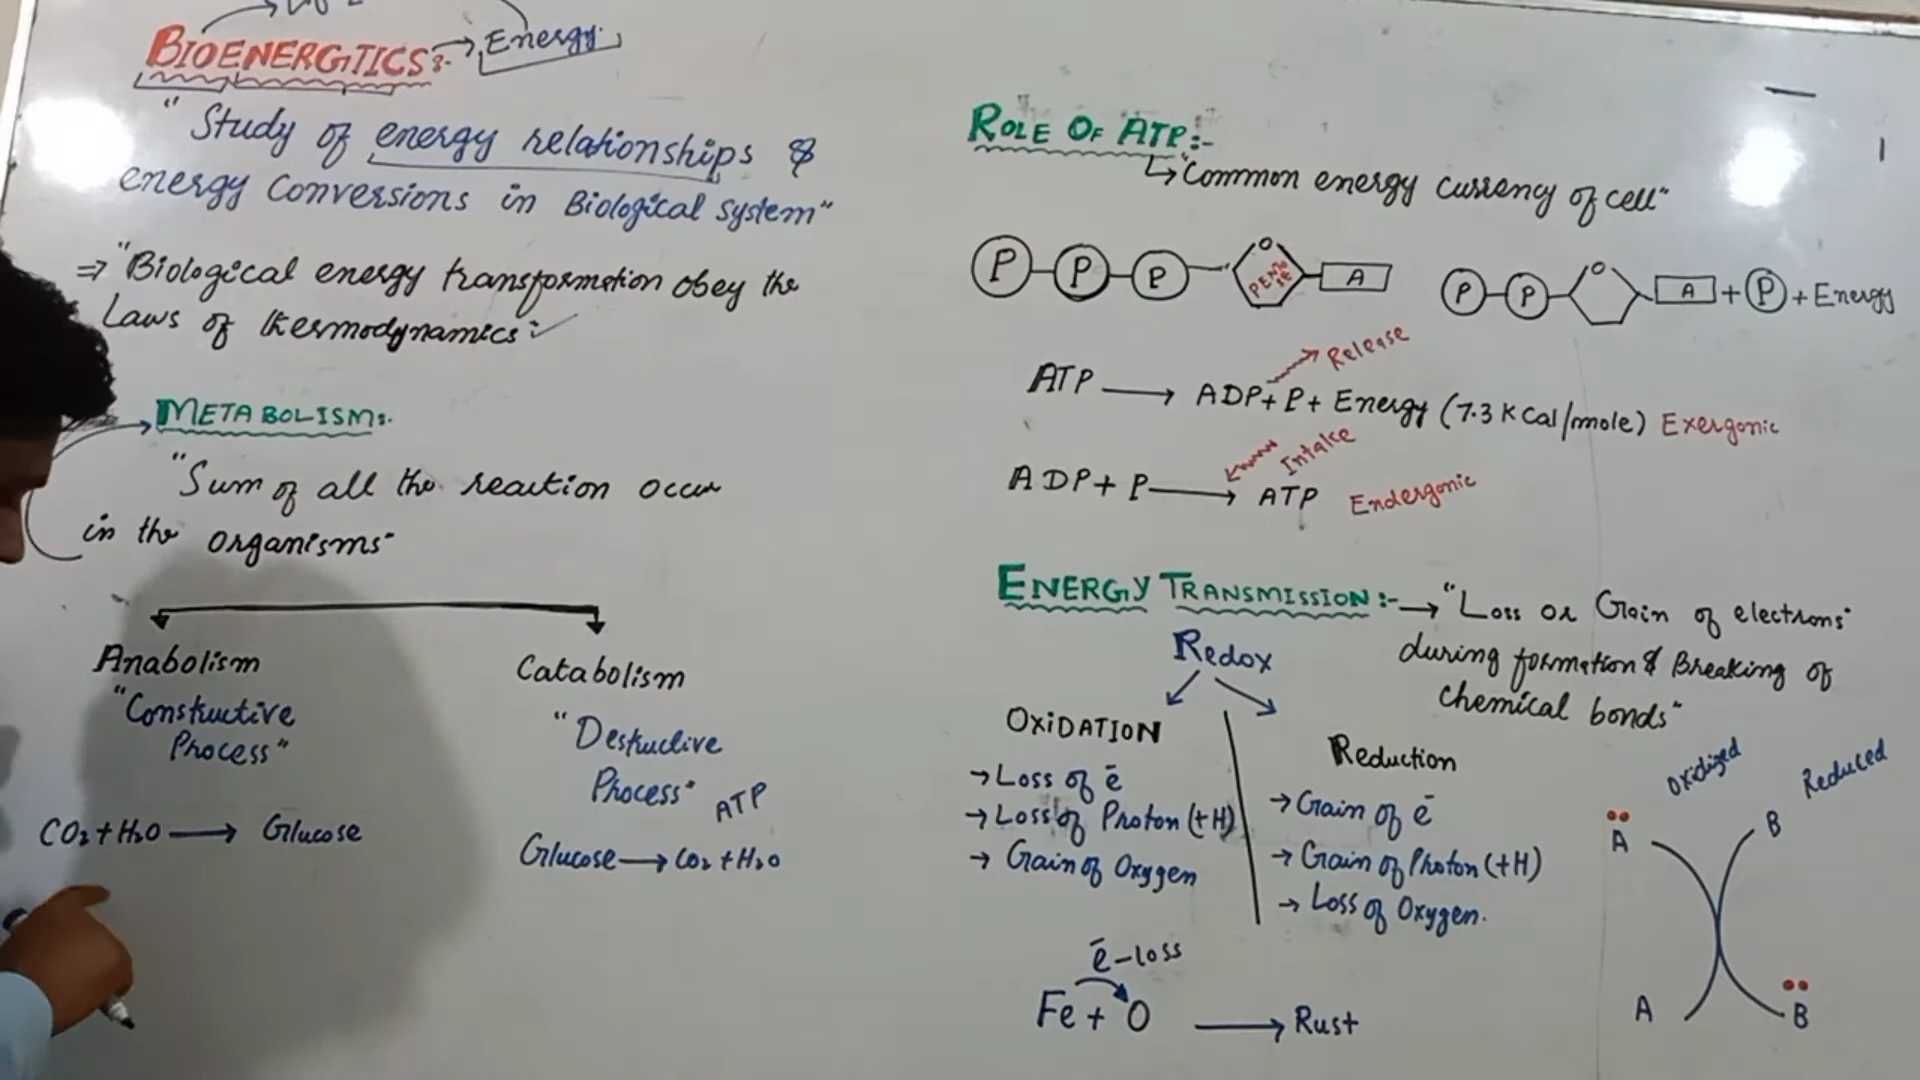 BIOENERGITICS:- → Energy
"Study of energy relationships &
energy Conversions in Biological System"
⇒ "Biological energy transformation obey the
Laws of thermodynamics:
METABOLISM:-
"Sum of all the reaction occur
in the organisms"
Anabolism
"Constructive
Process"
CO2 + H2O → Glucose
Catabolism
"Destructive
Process"
ATP
Glucose → CO2 + H2O
ROLE OF ATP:-
↳ "Common energy currency of cell"
P-P-P- O PENTOSE A
P-P- O A + P + Energy
Release
ATP → ADP + P + Energy (7.3 KCal/mole) Exergonic
Intake
ADP + P → ATP Endergonic
ENERGY TRANSMISSION:- → "Loss or Gain of electrons"
during formation & Breaking of
chemical bonds"
Redox
OXIDATION
→ Loss of ē
→ Loss of Proton (+H)
→ Gain of Oxygen
Reduction
→ Gain of ē
→ Gain of Proton (+H)
→ Loss of Oxygen.
ē-loss
Fe + O → Rust
Oxidized Reduced
A B
A B